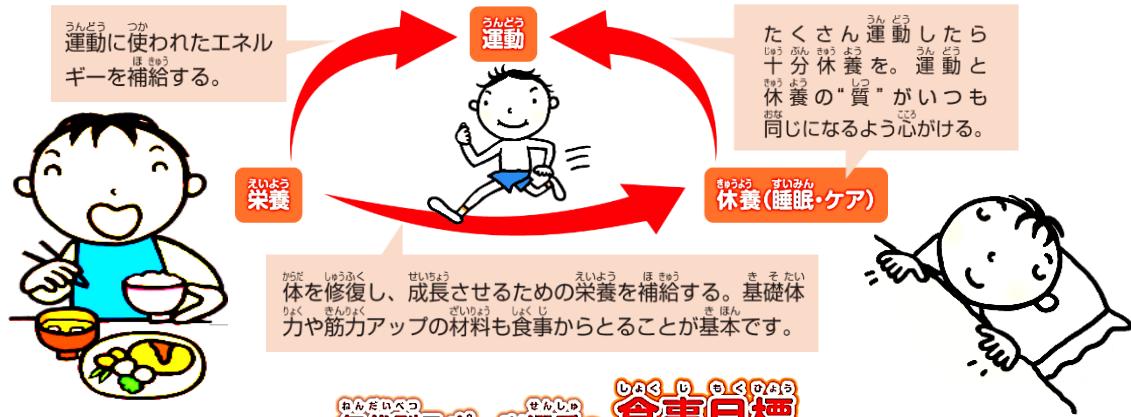 運動に使われたエネル
ギーを補給する。
運動
たくさん運動したら
十分休養を。運動と
休養の“質”がいつも
同じになるよう心がける。
栄養
休養(睡眠・ケア)
体を修復し、成長させるための栄養を補給する。基礎体
力や筋力アップの材料も食事からとることが基本です。
食事目標